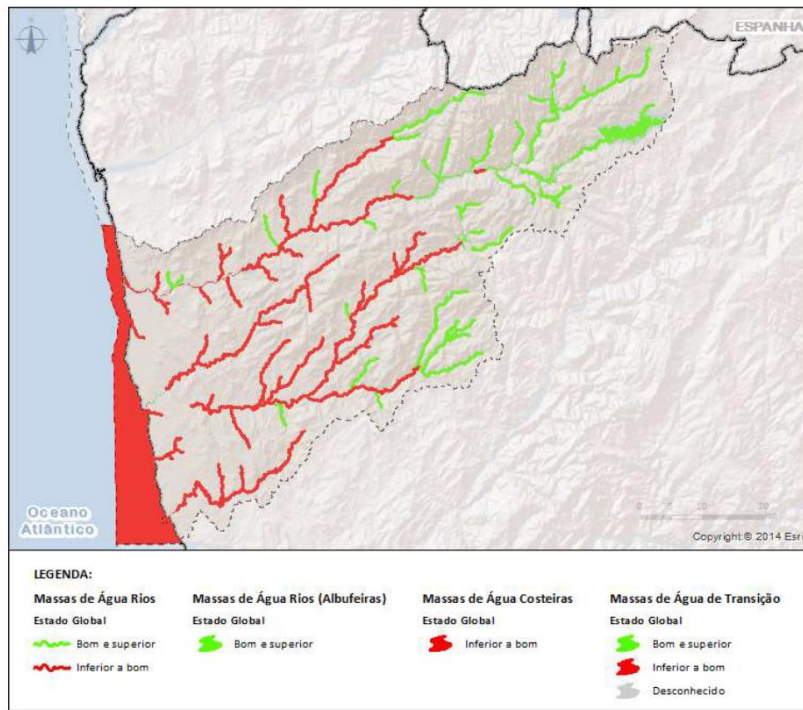 ESPANHA
Oceano
Atlântico
Copyright:© 2014 Esri
LEGENDA:
Massas de Água Rios
Estado Global
Bom e superior
Inferior a bom
Massas de Água Rios (Albufeiras)
Estado Global
Bom e superior
Massas de Água Costeiras
Estado Global
Inferior a bom
Massas de Água de Transição
Estado Global
Bom e superior
Inferior a bom
Desconhecido